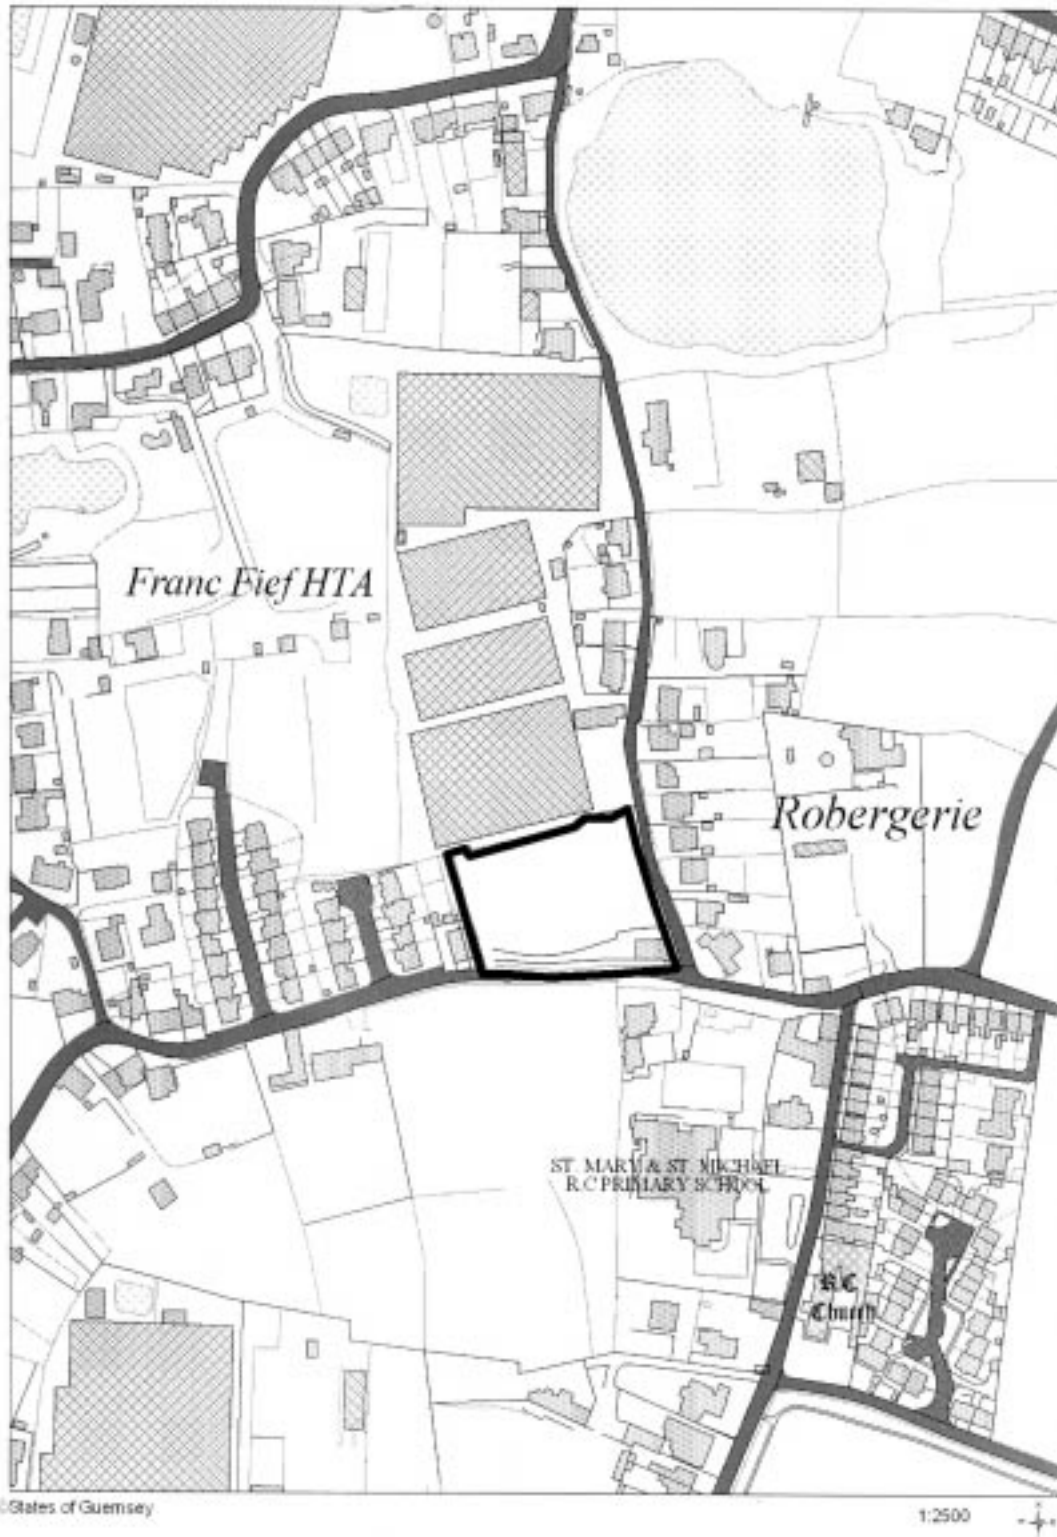 Franc Fief HTA
Robergerie
ST. MARY & ST. MICHAEL
R.C PRIMARY SCHOOL
R.C
Church
©States of Guernsey
1:2500